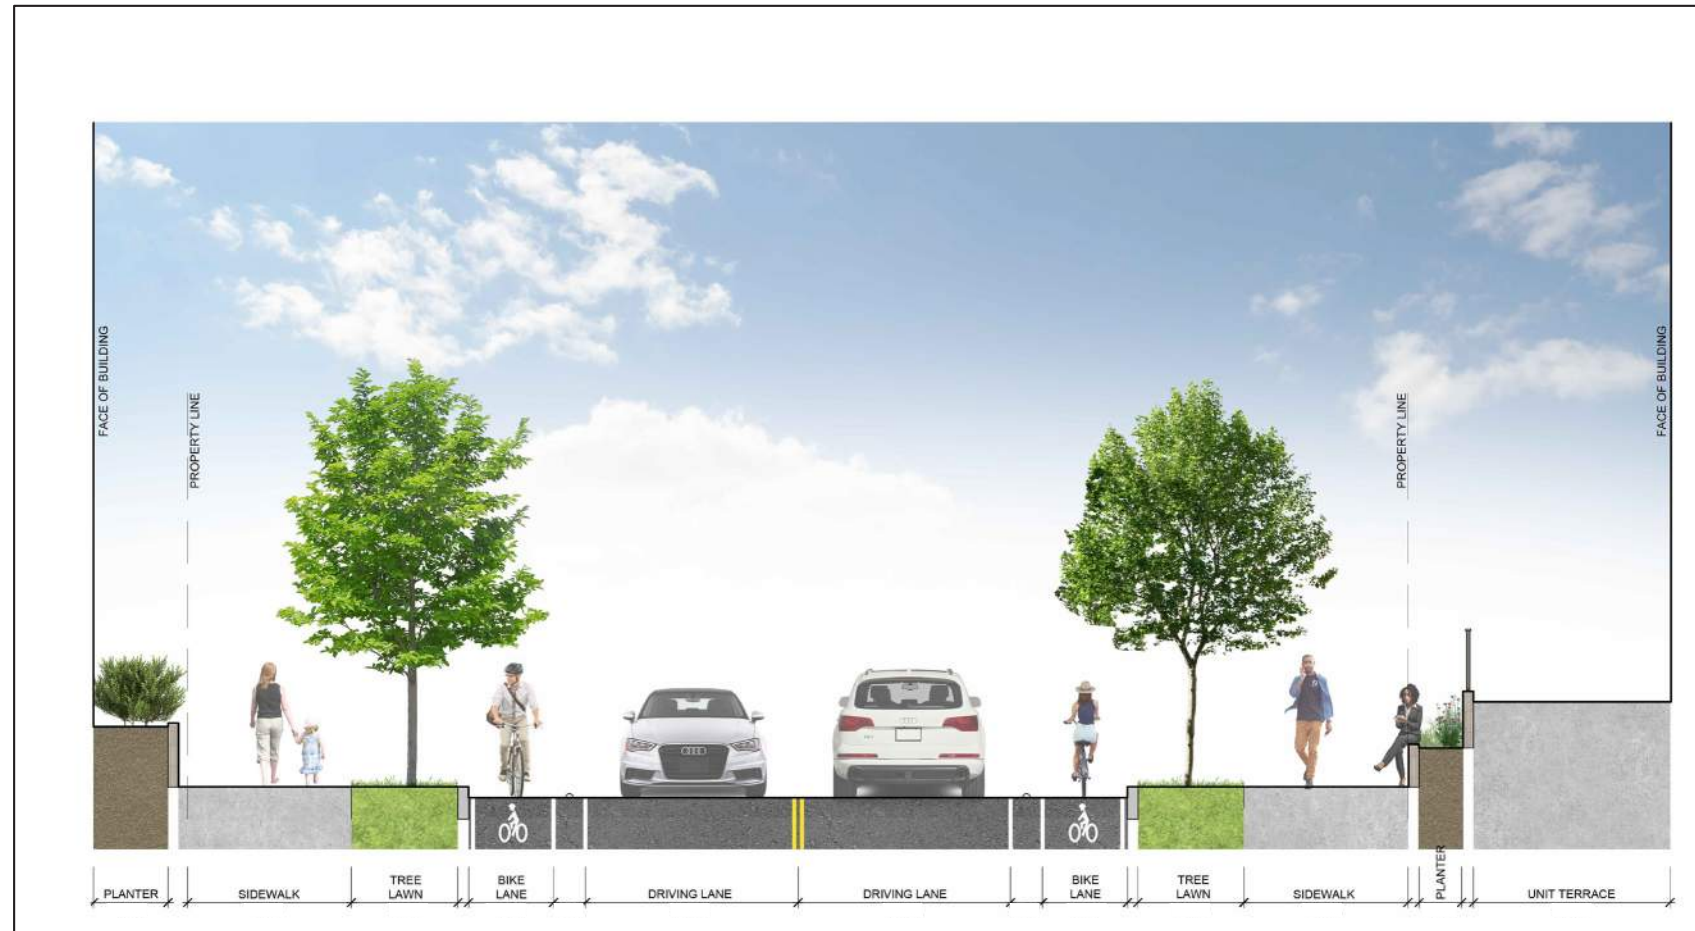 FACE OF BUILDING
PROPERTY LINE
PROPERTY LINE
FACE OF BUILDING
PLANTER
SIDEWALK
TREE
LAWN
BIKE
LANE
DRIVING LANE
DRIVING LANE
BIKE
LANE
TREE
LAWN
SIDEWALK
PLANTER
UNIT TERRACE